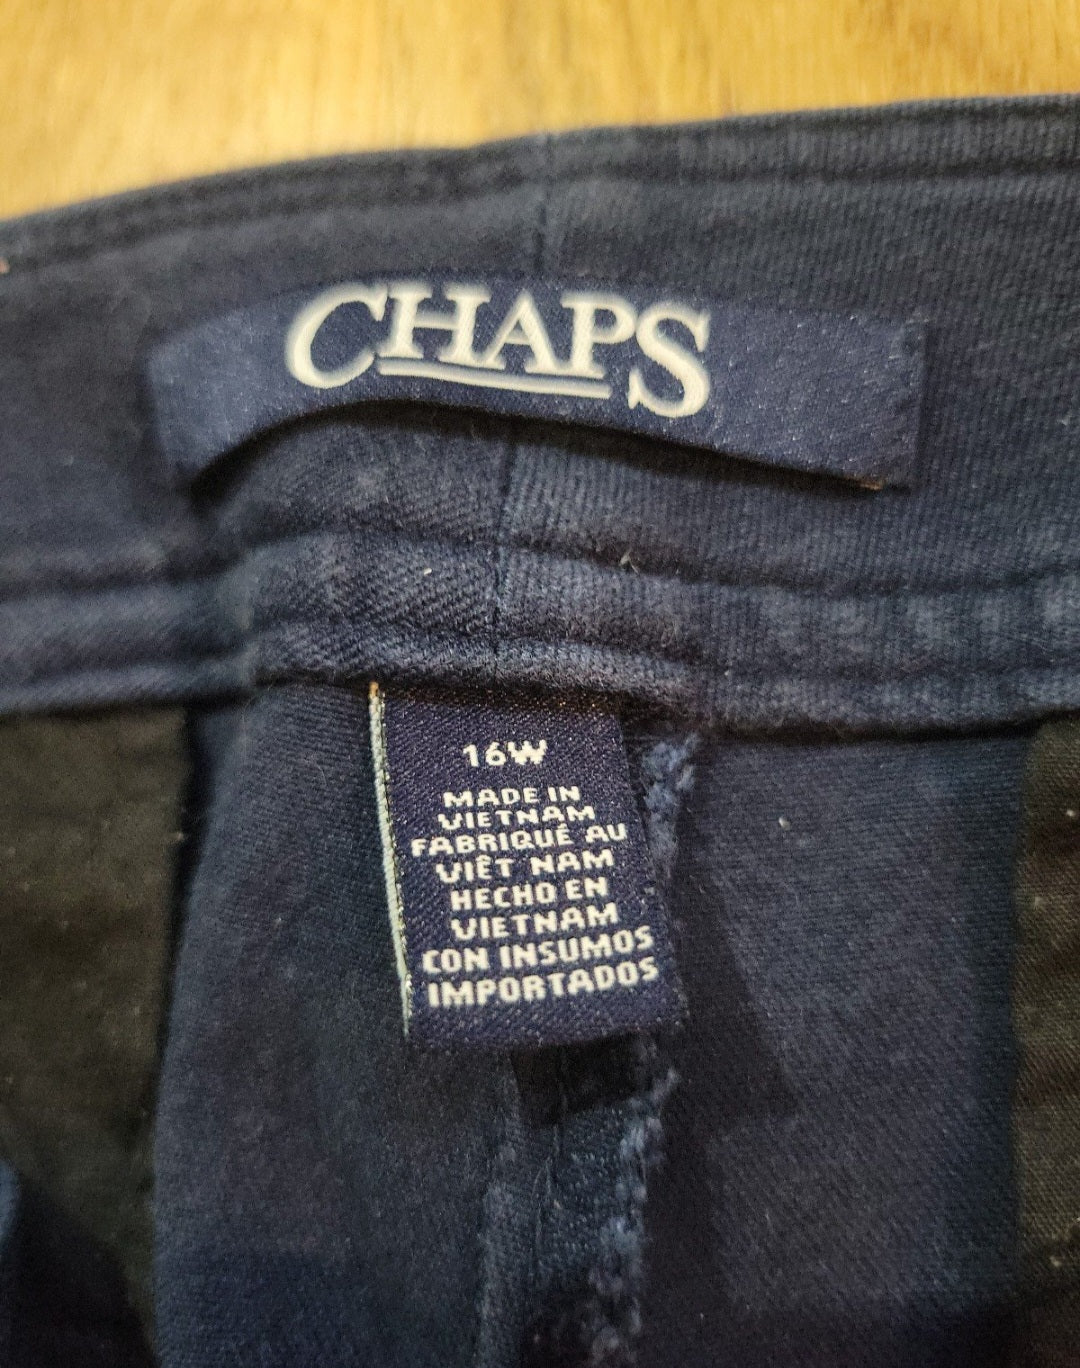 CHAPS
16W
MADE IN
VIETNAM
FABRIQUÉ AU
VIÊT NAM
HECHO EN
VIETNAM
CON INSUMOS
IMPORTADOS